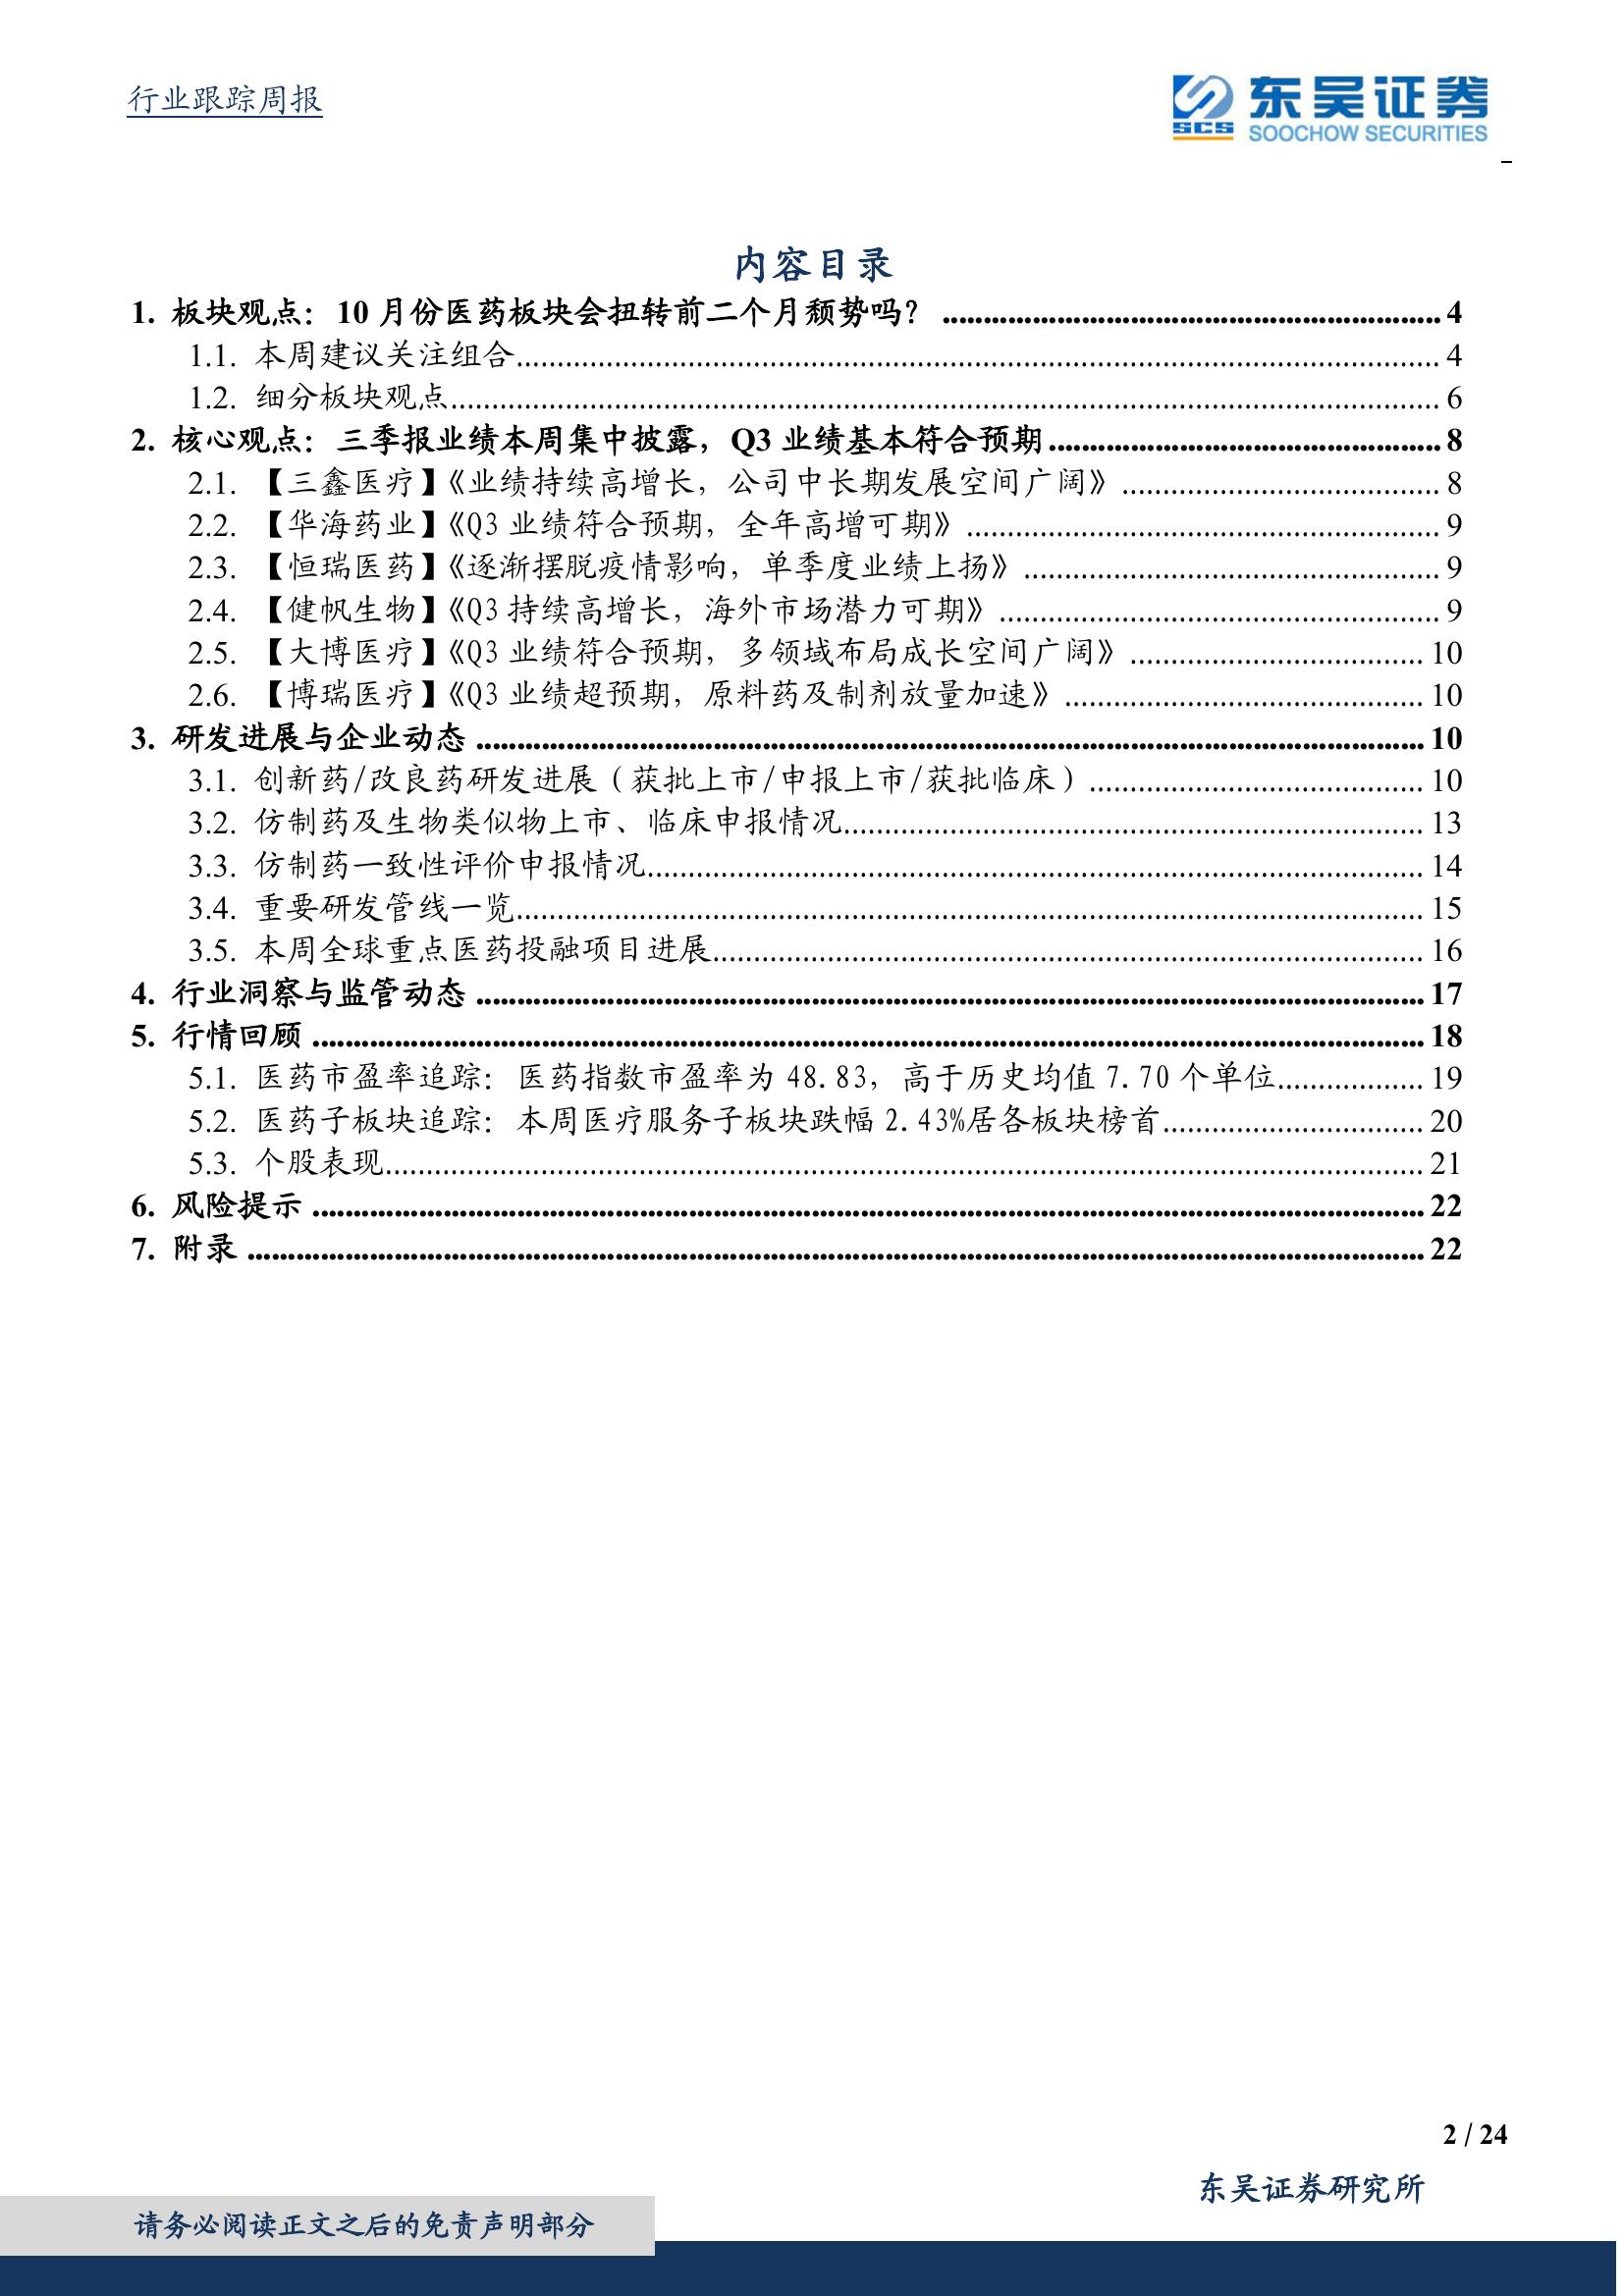 行业跟踪周报
东吴证券
SCS
SOOCHOW SECURITIES
内容目录
1. 板块观点：10 月份医药板块会扭转前二个月颓势吗？ ............................................................. 4
1.1. 本周建议关注组合................................................................................................................. 4
1.2. 细分板块观点......................................................................................................................... 6
2. 核心观点：三季报业绩本周集中披露，Q3 业绩基本符合预期................................................ 8
2.1. 【三鑫医疗】《业绩持续高增长，公司中长期发展空间广阔》 ....................................... 8
2.2. 【华海药业】《Q3 业绩符合预期，全年高增可期》 .......................................................... 9
2.3. 【恒瑞医药】《逐渐摆脱疫情影响，单季度业绩上扬》 ................................................... 9
2.4. 【健帆生物】《Q3 持续高增长，海外市场潜力可期》 ...................................................... 9
2.5. 【大博医疗】《Q3 业绩符合预期，多领域布局成长空间广阔》 .................................... 10
2.6. 【博瑞医疗】《Q3 业绩超预期，原料药及制剂放量加速》 ............................................ 10
3. 研发进展与企业动态 .................................................................................................................... 10
3.1. 创新药/改良药研发进展（获批上市/申报上市/获批临床） ......................................... 10
3.2. 仿制药及生物类似物上市、临床申报情况....................................................................... 13
3.3. 仿制药一致性评价申报情况............................................................................................... 14
3.4. 重要研发管线一览............................................................................................................... 15
3.5. 本周全球重点医药投融项目进展....................................................................................... 16
4. 行业洞察与监管动态 .................................................................................................................... 17
5. 行情回顾 ........................................................................................................................................ 18
5.1. 医药市盈率追踪：医药指数市盈率为 48.83，高于历史均值 7.70 个单位.................. 19
5.2. 医药子板块追踪：本周医疗服务子板块跌幅 2.43%居各板块榜首................................ 20
5.3. 个股表现............................................................................................................................... 21
6. 风险提示 ........................................................................................................................................ 22
7. 附录 ................................................................................................................................................ 22
2 / 24
东吴证券研究所
请务必阅读正文之后的免责声明部分